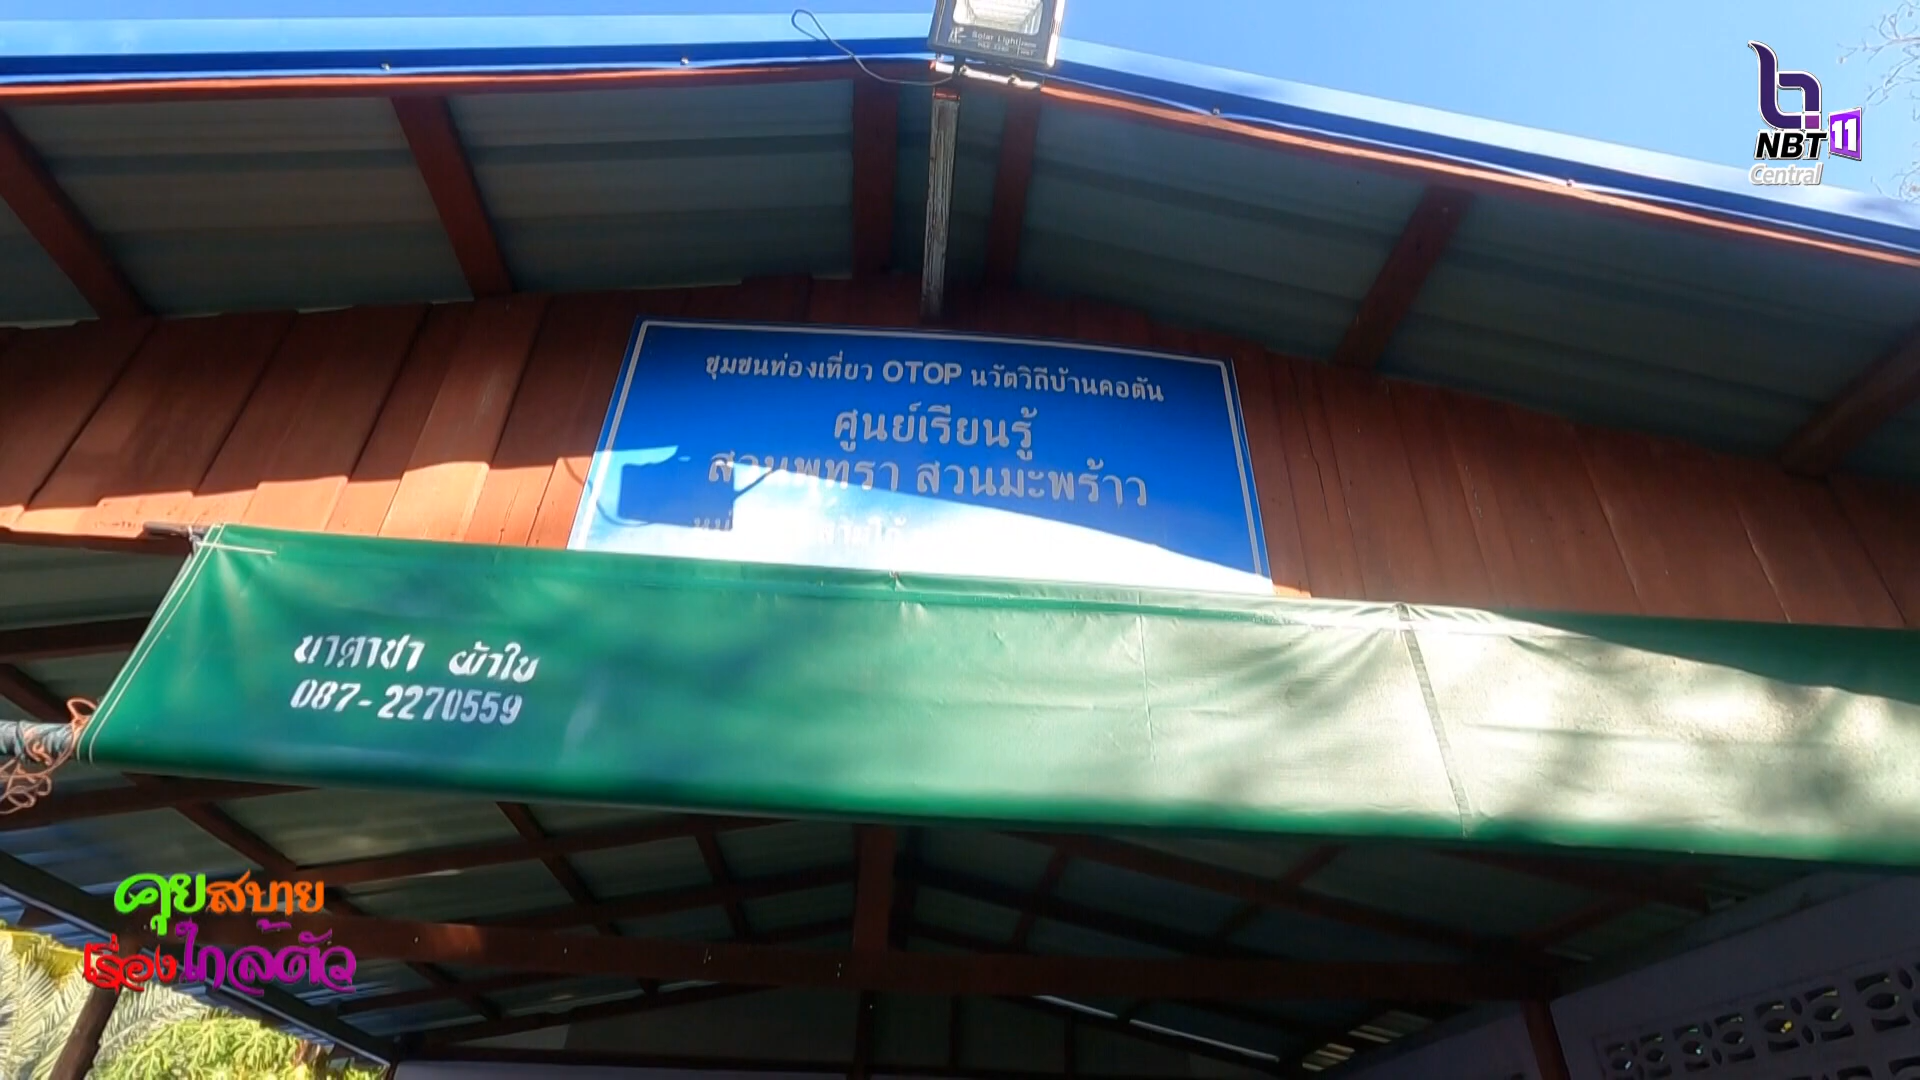 Solar Light
NBT 11
Central
ชุมชนท่องเที่ยว OTOP นวัตวิถีบ้านคอตัน
ศูนย์เรียนรู้
สวนพุทรา สวนมะพร้าว
นาตาชา ผ้าใบ
087-2270559
คุยสบาย
เรื่องใกล้ตัว